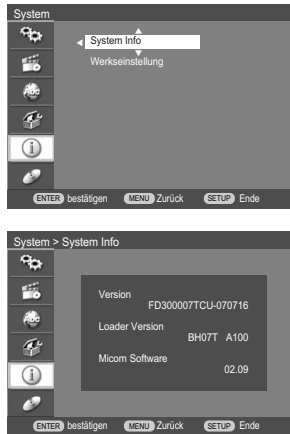 System
System Info
Werkseinstellung
ENTER bestätigen MENU Zurück SETUP Ende
System > System Info
Version
FD300007TCU-070716
Loader Version
BH07T A100
Micom Software
02.09
ENTER bestätigen MENU Zurück SETUP Ende